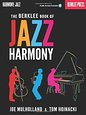 HARMONY: JAZZ
BERKLEE PRESS
THE BERKLEE BOOK OF
JAZZ
HARMONY
JOE MULHOLLAND & TOM HOJNACKI